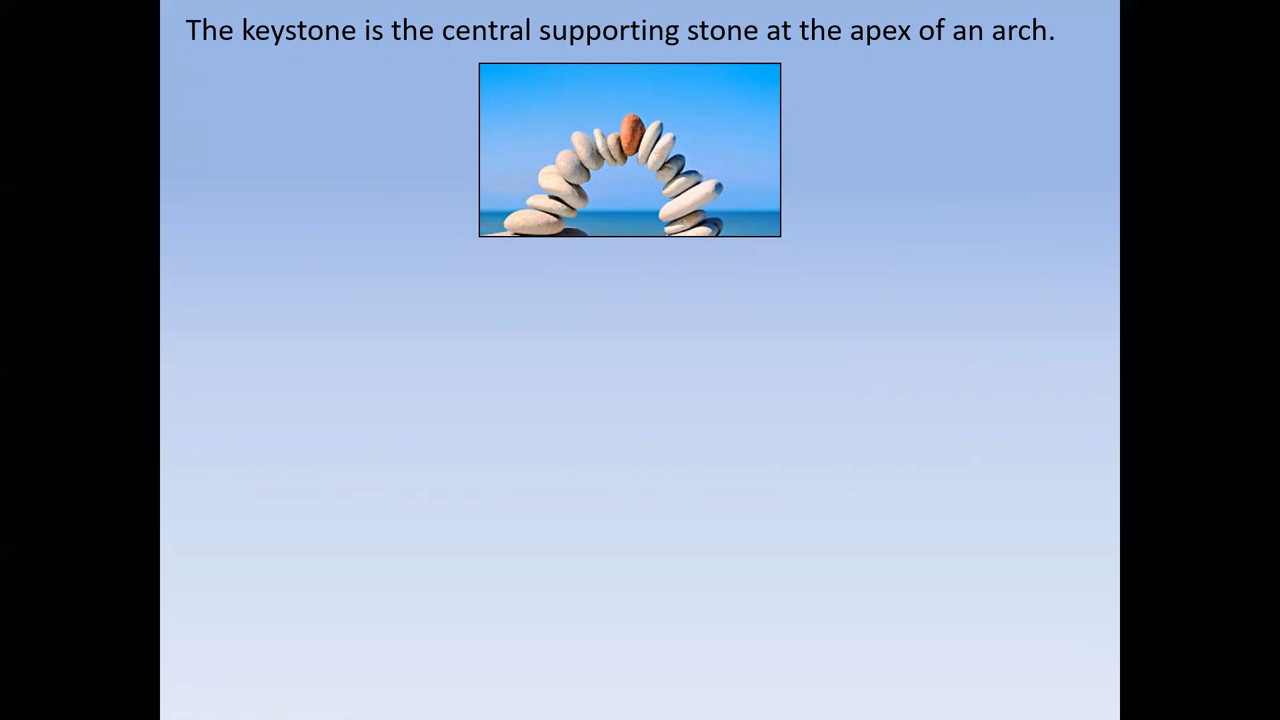 The keystone is the central supporting stone at the apex of an arch.